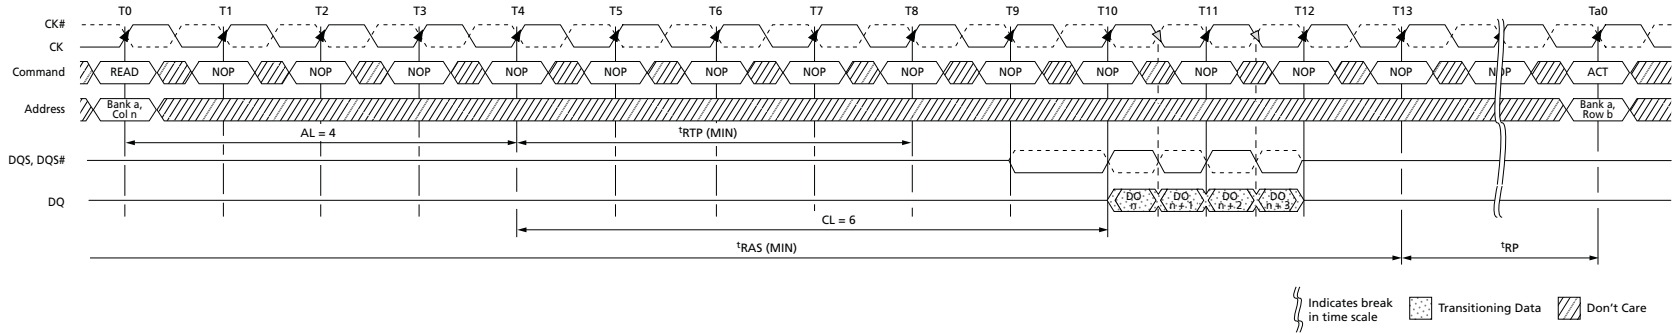 T0 T1 T2 T3 T4 T5 T6 T7 T8 T9 T10 T11 T12 T13 Ta0
CK#
CK
Command READ NOP NOP NOP NOP NOP NOP NOP NOP NOP NOP NOP NOP NOP NOP ACT
Address Bank a, Col n Bank a, Row b
AL = 4 tRTP (MIN)
DQS, DQS#
DQ DO n DO n + 1 DO n + 2 DO n + 3
CL = 6
tRAS (MIN) tRP
Indicates break
in time scale
Transitioning Data
Don't Care